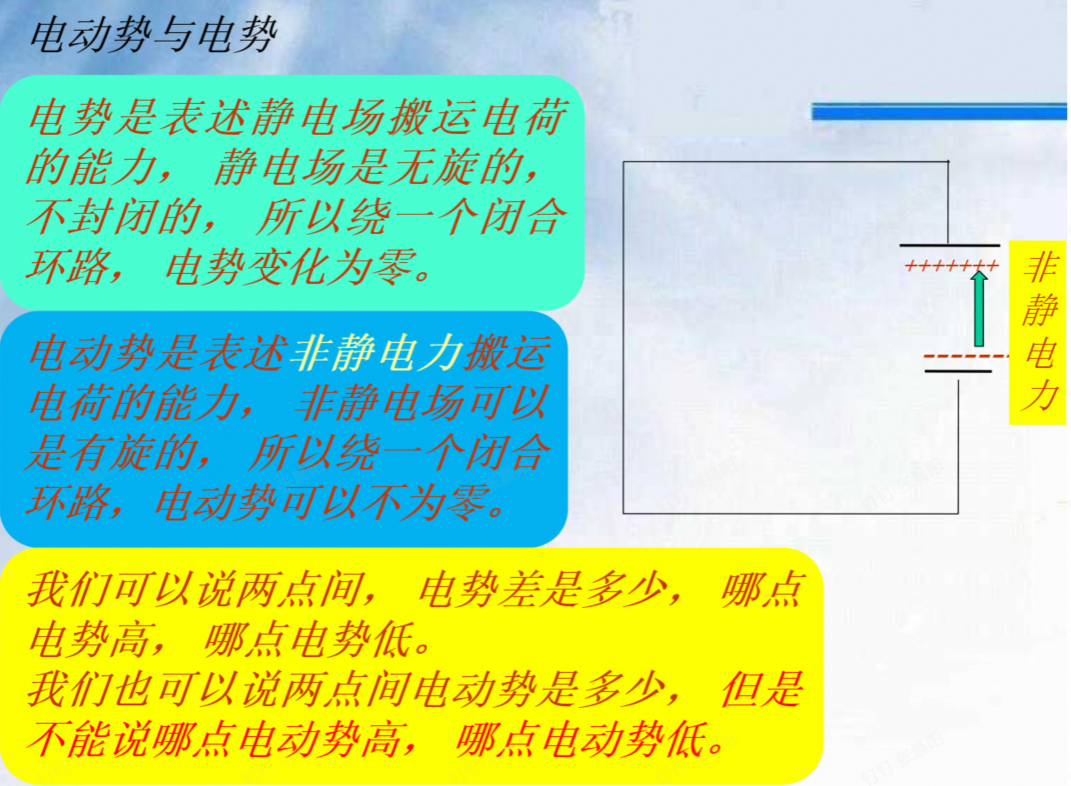 电动势与电势
电势是表述静电场搬运电荷
的能力， 静电场是无旋的，
不封闭的， 所以绕一个闭合
环路， 电势变化为零。
+++++++
非
静
电
力
-------
电动势是表述非静电力搬运
电荷的能力， 非静电场可以
是有旋的， 所以绕一个闭合
环路，电动势可以不为零。
我们可以说两点间， 电势差是多少， 哪点
电势高， 哪点电势低。
我们也可以说两点间电动势是多少， 但是
不能说哪点电动势高， 哪点电动势低。